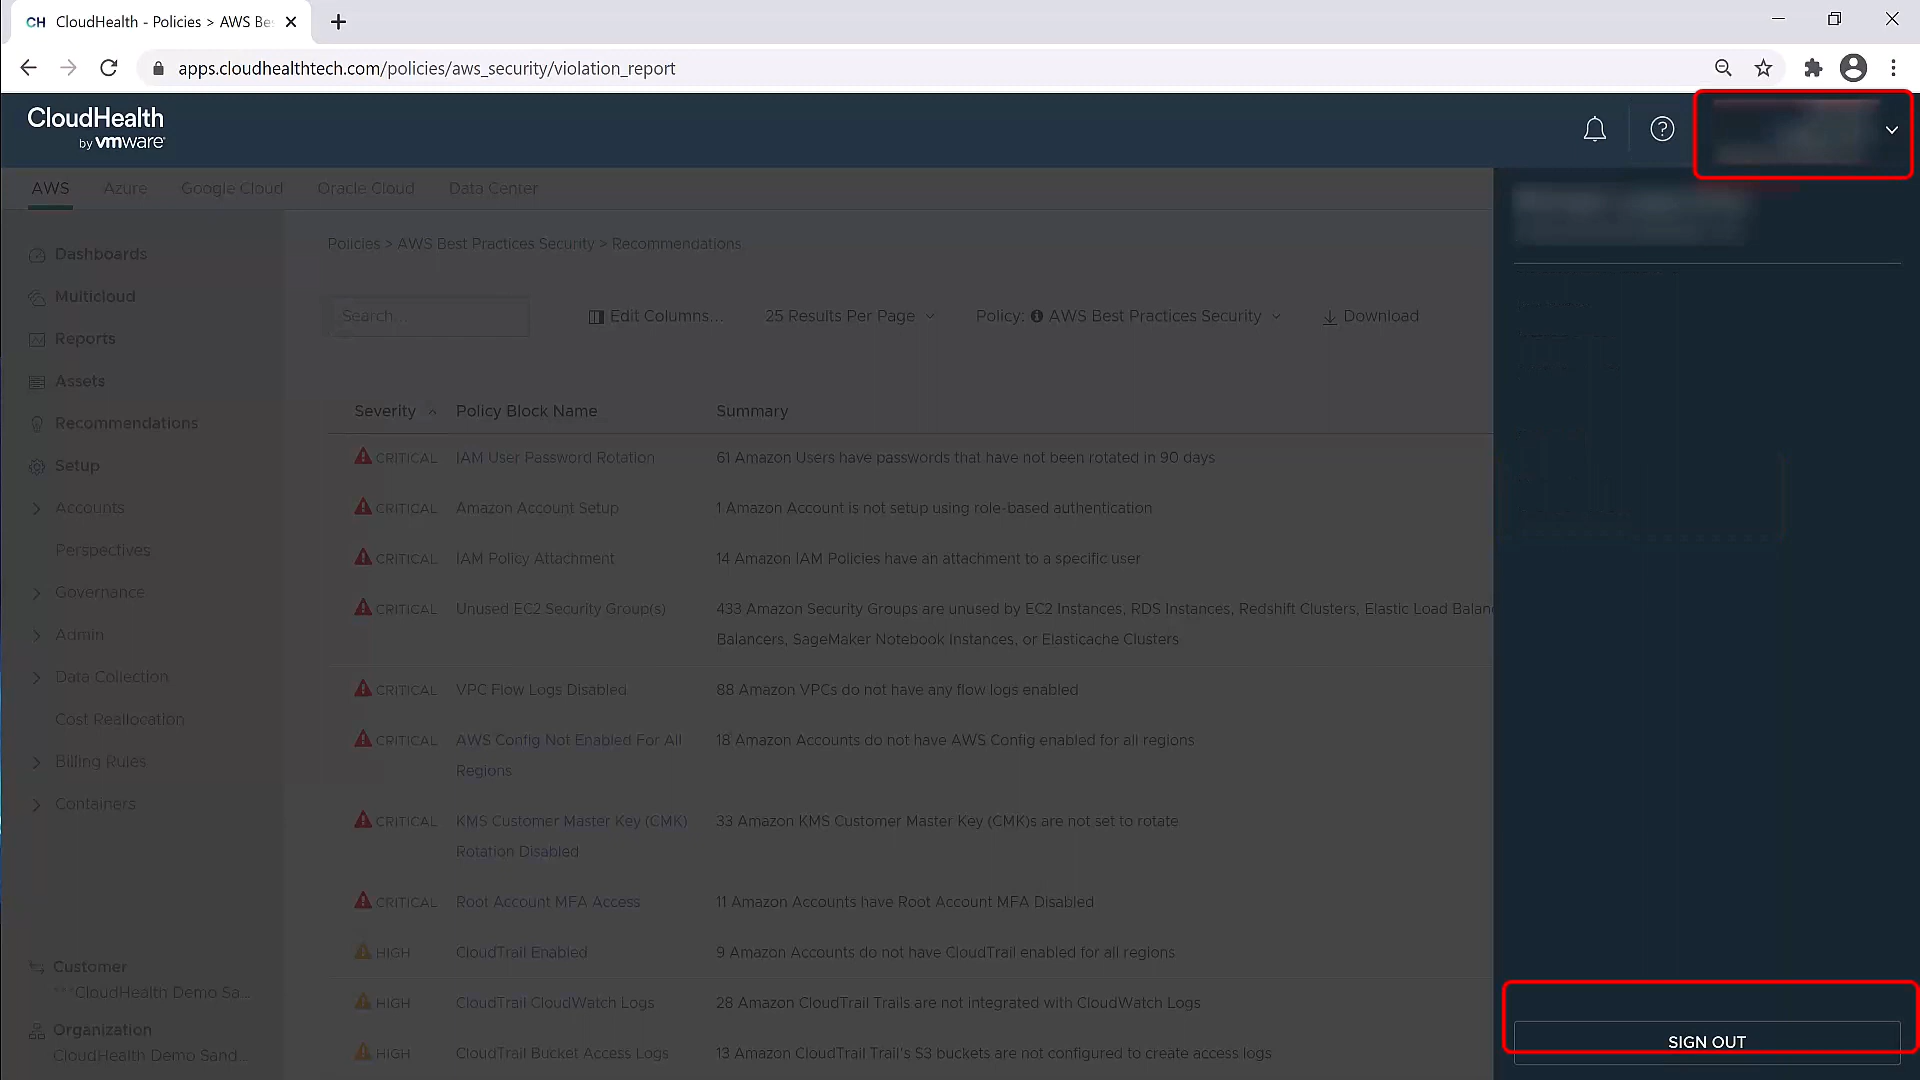 CH CloudHealth - Policies > AWS Be
apps.cloudhealthtech.com/policies/aws_security/violation_report
CloudHealth
by vmware
AWS Azure Google Cloud Oracle Cloud Data Center
Policies > AWS Best Practices Security > Recommendations
Dashboards
Multicloud
Reports
Assets
Recommendations
Setup
Accounts
Perspectives
Governance
Admin
Data Collection
Cost Reallocation
Billing Rules
Containers
Customer
***CloudHealth Demo Sa...
Organization
CloudHealth Demo Sand...
Search... Edit Columns... 25 Results Per Page Policy: AWS Best Practices Security Download
Severity Policy Block Name Summary
CRITICAL IAM User Password Rotation 61 Amazon Users have passwords that have not been rotated in 90 days
CRITICAL Amazon Account Setup 1 Amazon Account is not setup using role-based authentication
CRITICAL IAM Policy Attachment 14 Amazon IAM Policies have an attachment to a specific user
CRITICAL Unused EC2 Security Group(s) 433 Amazon Security Groups are unused by EC2 Instances, RDS Instances, Redshift Clusters, Elastic Load Balan
Balancers, SageMaker Notebook Instances, or Elasticache Clusters
CRITICAL VPC Flow Logs Disabled 88 Amazon VPCs do not have any flow logs enabled
CRITICAL AWS Config Not Enabled For All 18 Amazon Accounts do not have AWS Config enabled for all regions
Regions
CRITICAL KMS Customer Master Key (CMK) 33 Amazon KMS Customer Master Key (CMK)s are not set to rotate
Rotation Disabled
CRITICAL Root Account MFA Access 11 Amazon Accounts have Root Account MFA Disabled
HIGH CloudTrail Enabled 9 Amazon Accounts do not have CloudTrail enabled for all regions
HIGH CloudTrail CloudWatch Logs 28 Amazon CloudTrail Trails are not integrated with CloudWatch Logs
HIGH CloudTrail Bucket Access Logs 13 Amazon CloudTrail Trail's S3 buckets are not configured to create access logs
SIGN OUT